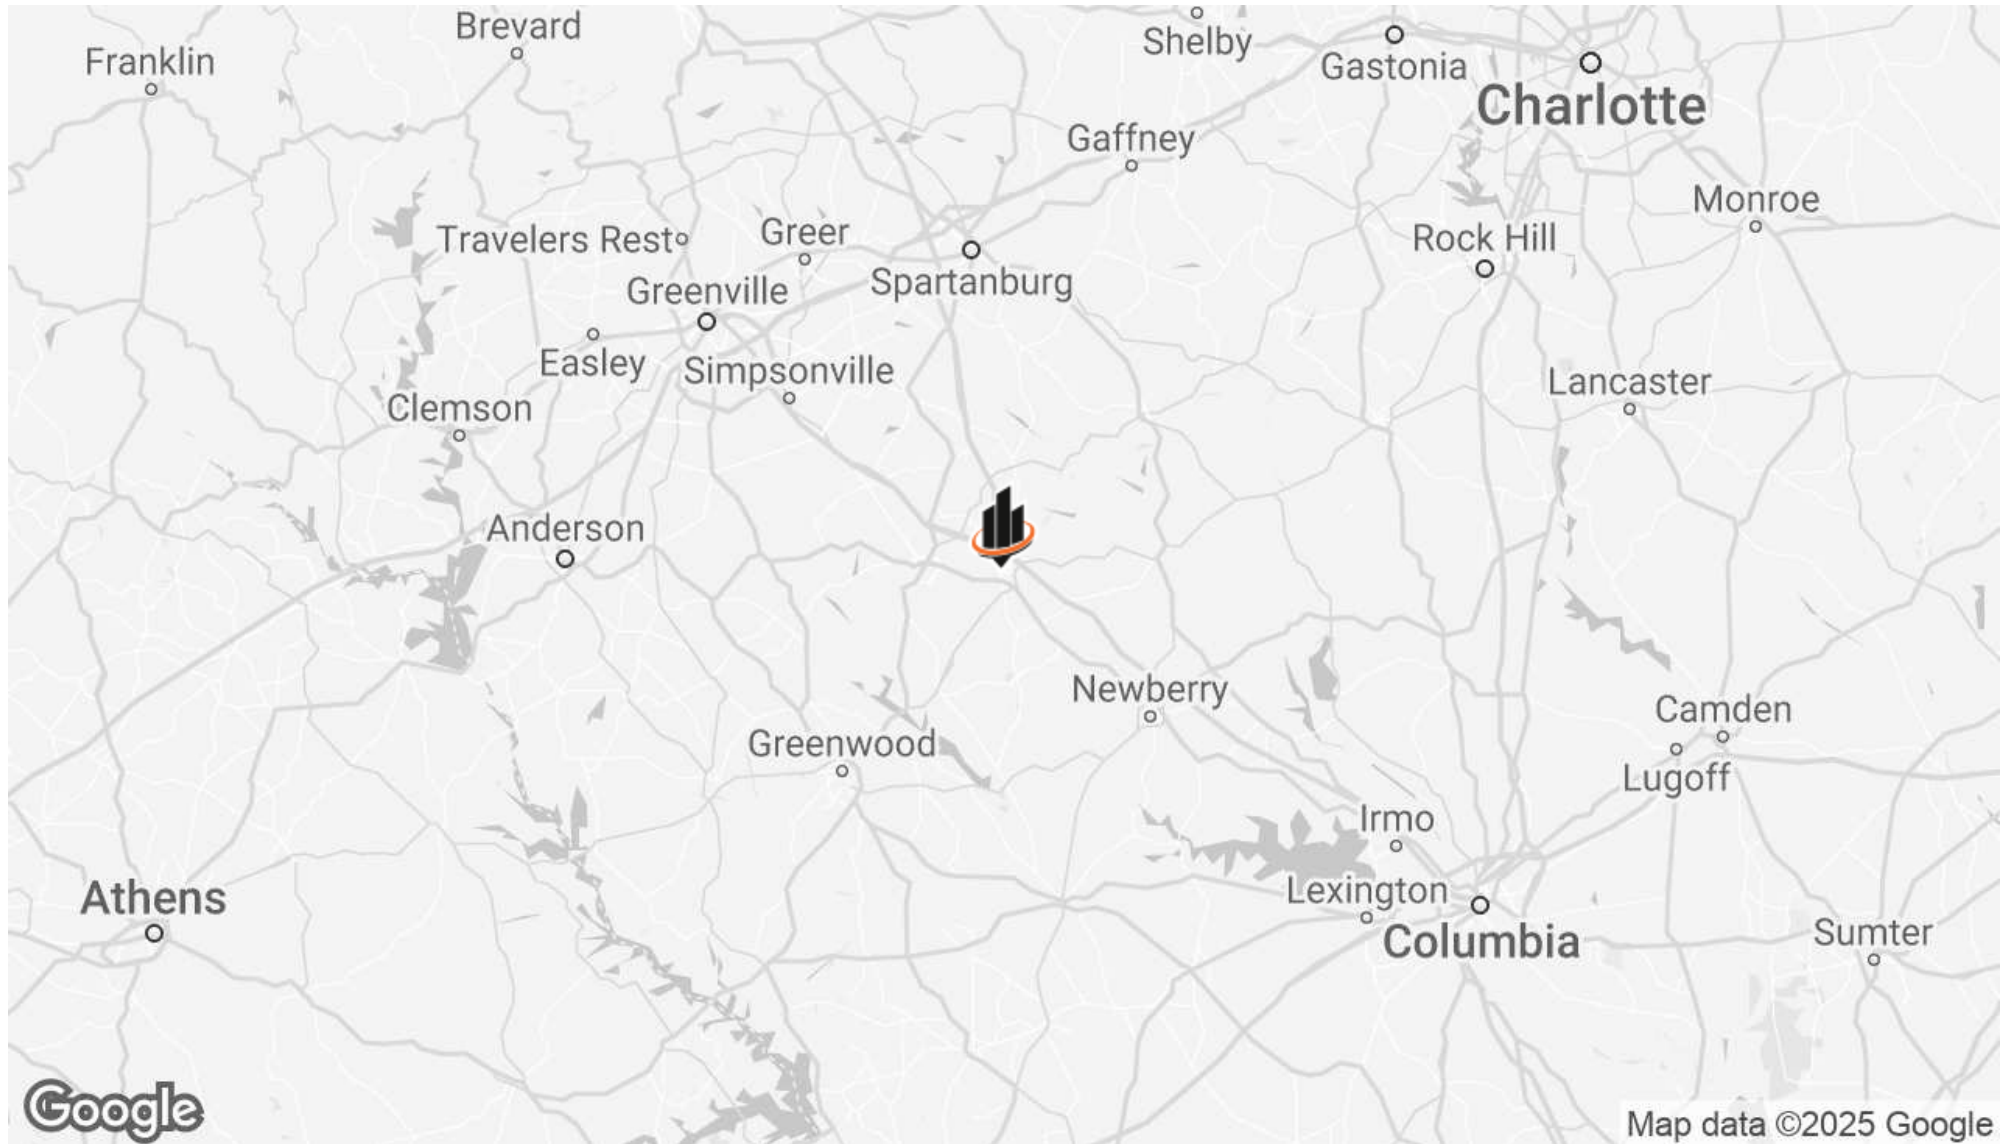 Brevard
Franklin
Shelby
Gastonia
Charlotte
Gaffney
Monroe
Travelers Rest
Greer
Rock Hill
Spartanburg
Greenville
Easley
Simpsonville
Lancaster
Clemson
Anderson
Newberry
Camden
Greenwood
Lugoff
Irmo
Lexington
Athens
Columbia
Sumter
Google
Map data ©2025 Google